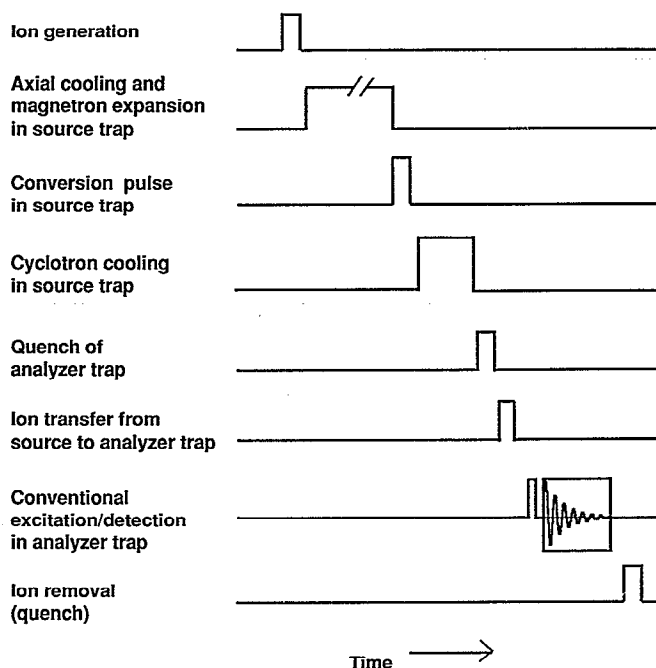 Ion generation
Axial cooling and
magnetron expansion
in source trap
Conversion pulse
in source trap
Cyclotron cooling
in source trap
Quench of
analyzer trap
Ion transfer from
source to analyzer trap
Conventional
excitation/detection
in analyzer trap
Ion removal
(quench)
Time